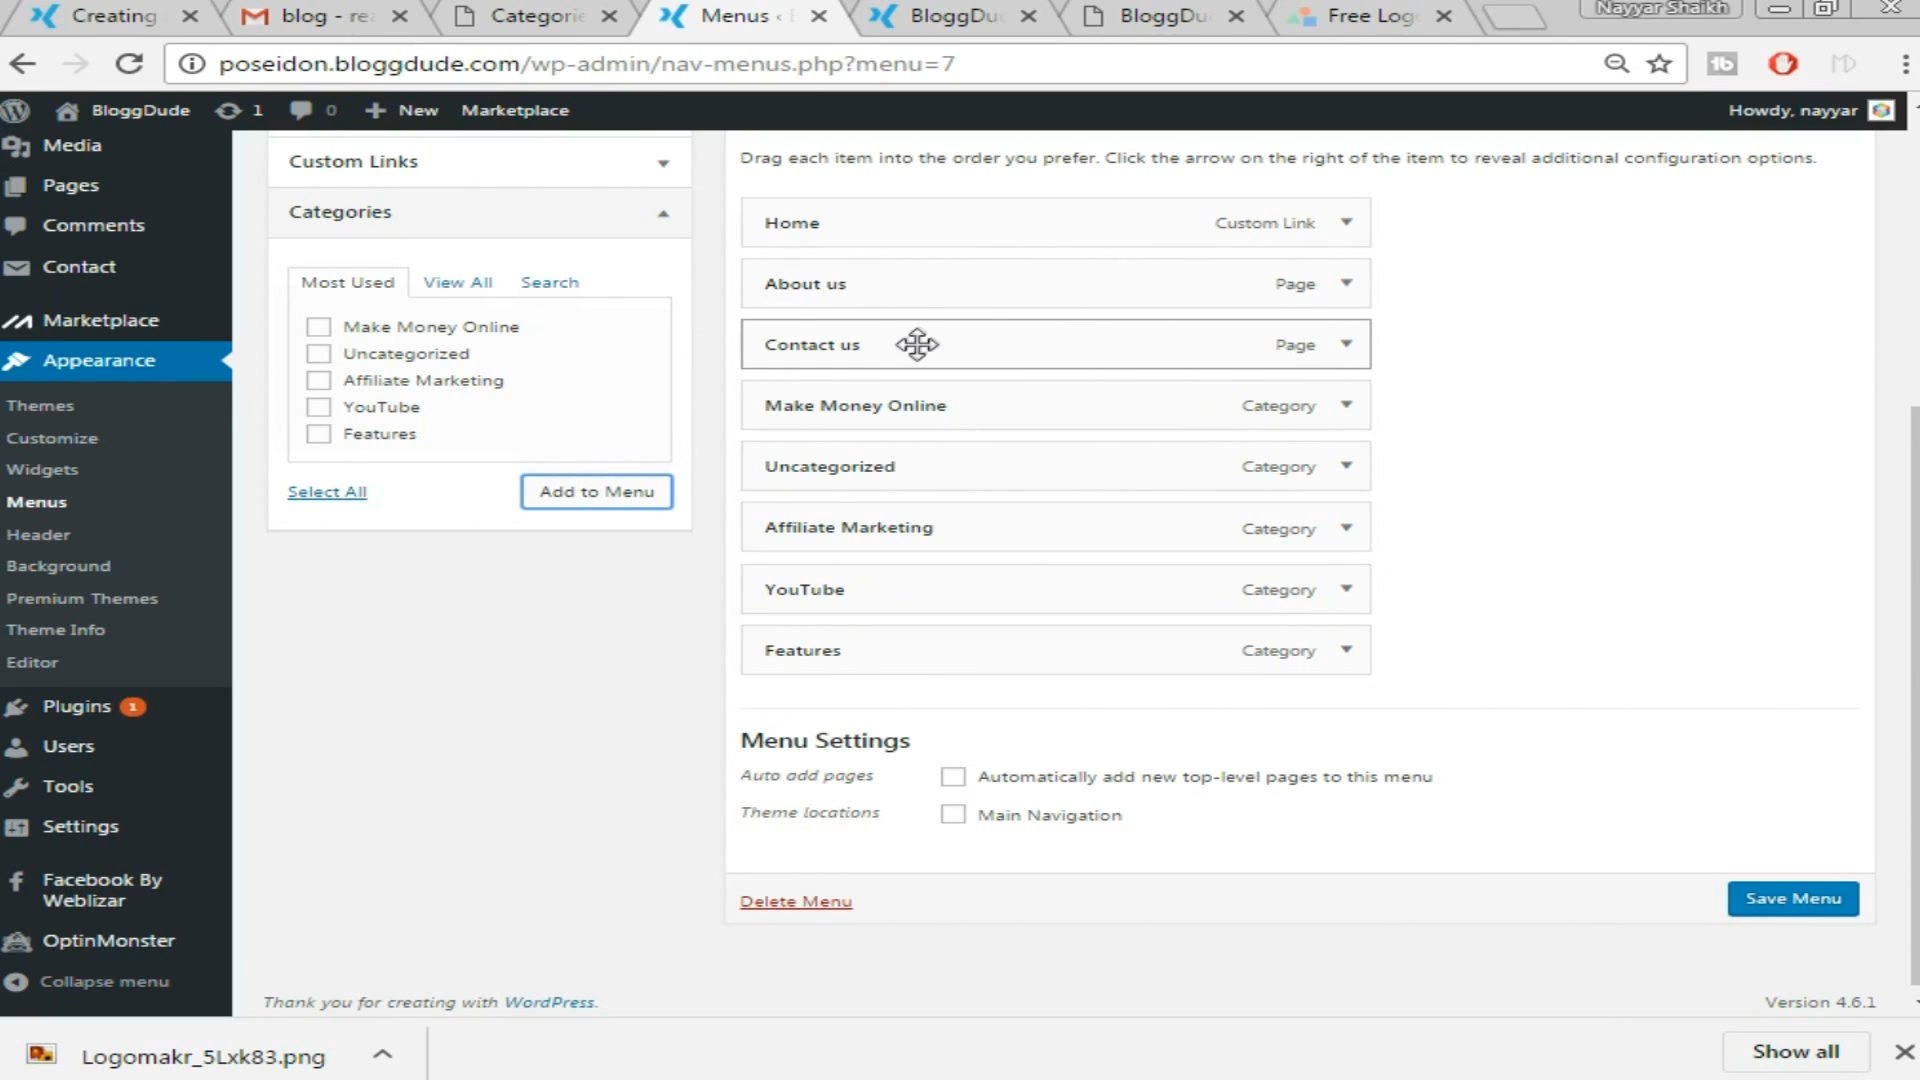 Creating
blog - re
Categorie
Menus ‹
BloggDu
BloggDu
Free Log
Nayyar Shaikh
poseidon.bloggdude.com/wp-admin/nav-menus.php?menu=7
BloggDude
1
0
New
Marketplace
Howdy, nayyar
Media
Pages
Comments
Contact
Marketplace
Appearance
Themes
Customize
Widgets
Menus
Header
Background
Premium Themes
Theme Info
Editor
Plugins 1
Users
Tools
Settings
Facebook By
Weblizar
OptinMonster
Collapse menu
Custom Links
Categories
Most Used
View All
Search
Make Money Online
Uncategorized
Affiliate Marketing
YouTube
Features
Select All
Add to Menu
Drag each item into the order you prefer. Click the arrow on the right of the item to reveal additional configuration options.
Home Custom Link
About us Page
Contact us Page
Make Money Online Category
Uncategorized Category
Affiliate Marketing Category
YouTube Category
Features Category
Menu Settings
Auto add pages
Automatically add new top-level pages to this menu
Theme locations
Main Navigation
Delete Menu
Save Menu
Thank you for creating with WordPress.
Version 4.6.1
Logomakr_5Lxk83.png
Show all